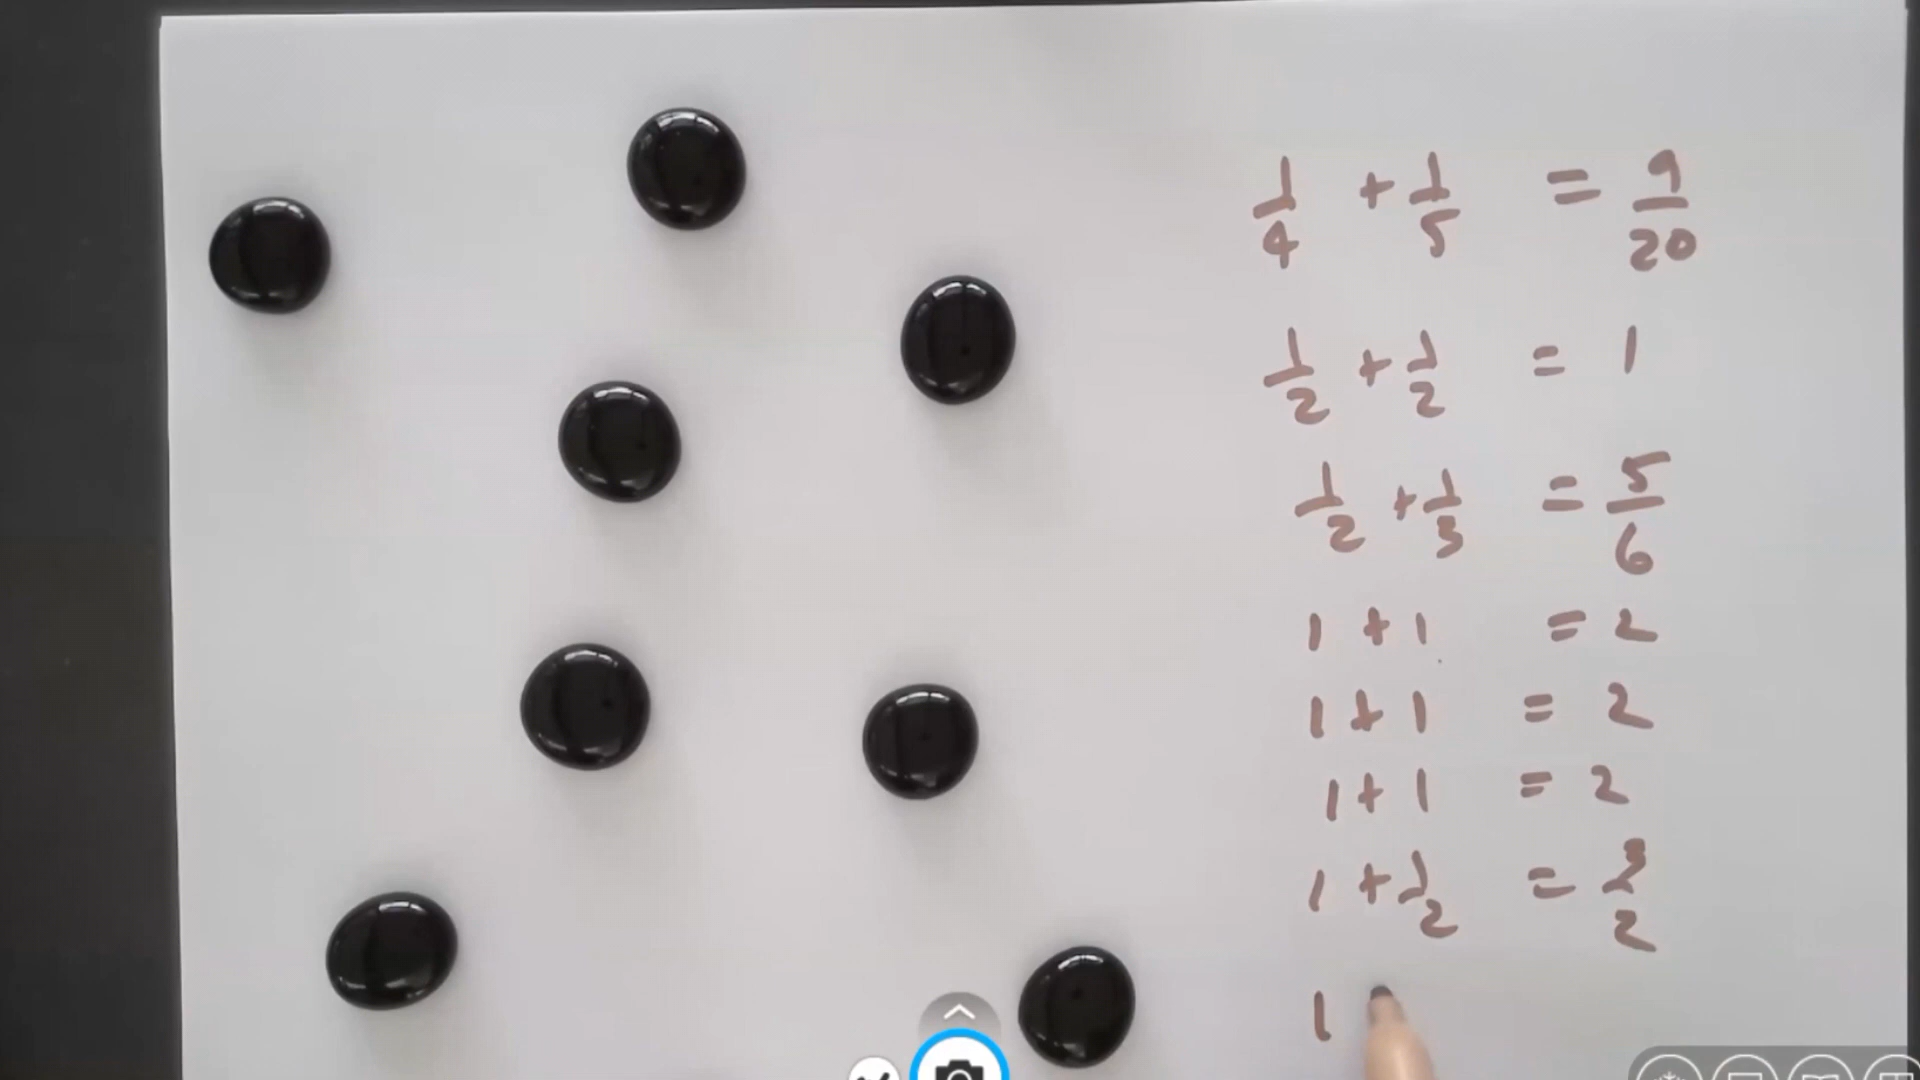 1/4 + 1/5 = 9/20
1/2 + 1/2 = 1
1/2 + 1/3 = 5/6
1 + 1 = 2
1 + 1 = 2
1 + 1 = 2
1 + 1/2 = 3/2
1